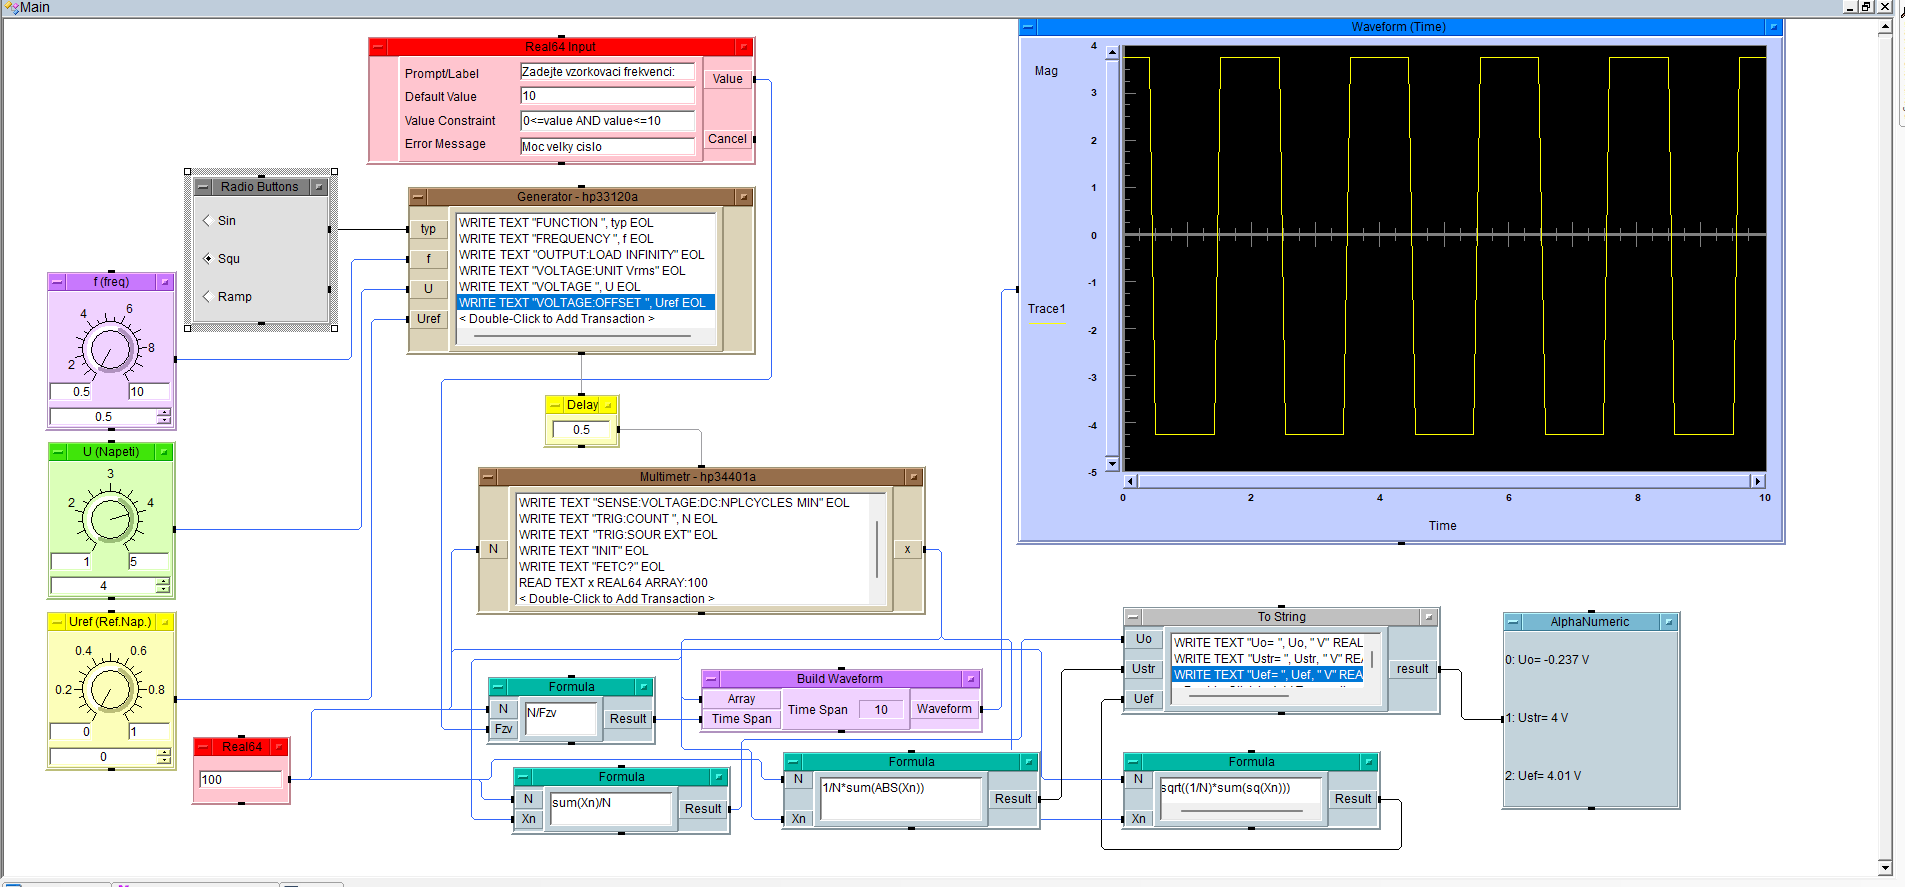 Main
Real64 Input
Prompt/Label
Zadejte vzorkovaci frekvenci:
Value
Default Value
10
Value Constraint
0<=value AND value<=10
Error Message
Moc velky cislo
Cancel
Radio Buttons
Sin
Squ
Ramp
Generator - hp33120a
typ
f
U
Uref
WRITE TEXT "FUNCTION ", typ EOL
WRITE TEXT "FREQUENCY ", f EOL
WRITE TEXT "OUTPUT:LOAD INFINITY" EOL
WRITE TEXT "VOLTAGE:UNIT Vrms" EOL
WRITE TEXT "VOLTAGE ", U EOL
WRITE TEXT "VOLTAGE:OFFSET ", Uref EOL
< Double-Click to Add Transaction >
f (freq)
2
4
6
8
0.5
10
0.5
U (Napeti)
2
3
4
1
5
4
Uref (Ref.Nap.)
0.2
0.4
0.6
0.8
0
1
0
Real64
100
Delay
0.5
Multimetr - hp34401a
N
WRITE TEXT "SENSE:VOLTAGE:DC:NPLCYCLES MIN" EOL
WRITE TEXT "TRIG:COUNT ", N EOL
WRITE TEXT "TRIG:SOUR EXT" EOL
WRITE TEXT "INIT" EOL
WRITE TEXT "FETC?" EOL
READ TEXT x REAL64 ARRAY:100
< Double-Click to Add Transaction >
x
Formula
N
Fzv
N/Fzv
Result
Build Waveform
Array
Time Span
Time Span
10
Waveform
Formula
N
Xn
sum(Xn)/N
Result
Formula
N
Xn
1/N*sum(ABS(Xn))
Result
Formula
N
Xn
sqrt((1/N)*sum(sq(Xn)))
Result
Waveform (Time)
Mag
Trace1
4
3
2
1
0
-1
-2
-3
-4
-5
0
2
4
6
8
10
Time
To String
Uo
Ustr
Uef
WRITE TEXT "Uo= ", Uo, " V" REAL
WRITE TEXT "Ustr= ", Ustr, " V" RE
WRITE TEXT "Uef= ", Uef, " V" REA
result
AlphaNumeric
0: Uo= -0.237 V
1: Ustr= 4 V
2: Uef= 4.01 V